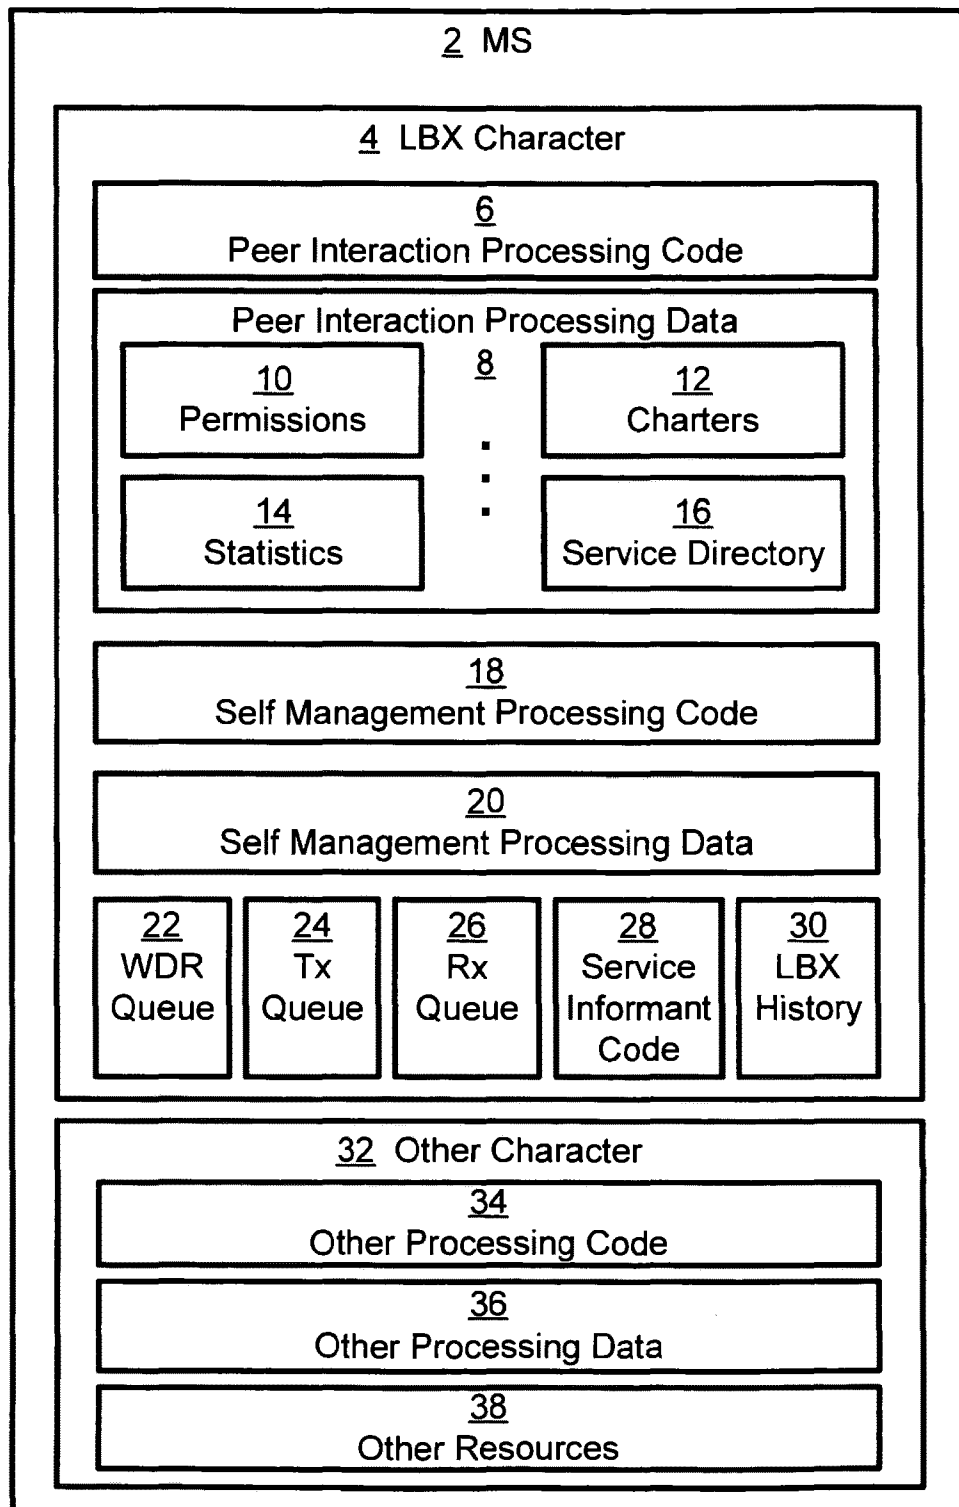 2 MS
4 LBX Character
6
Peer Interaction Processing Code
Peer Interaction Processing Data
8
10
Permissions
12
Charters
14
Statistics
16
Service Directory
18
Self Management Processing Code
20
Self Management Processing Data
22
WDR
Queue
24
Tx
Queue
26
Rx
Queue
28
Service
Informant
Code
30
LBX
History
32 Other Character
34
Other Processing Code
36
Other Processing Data
38
Other Resources